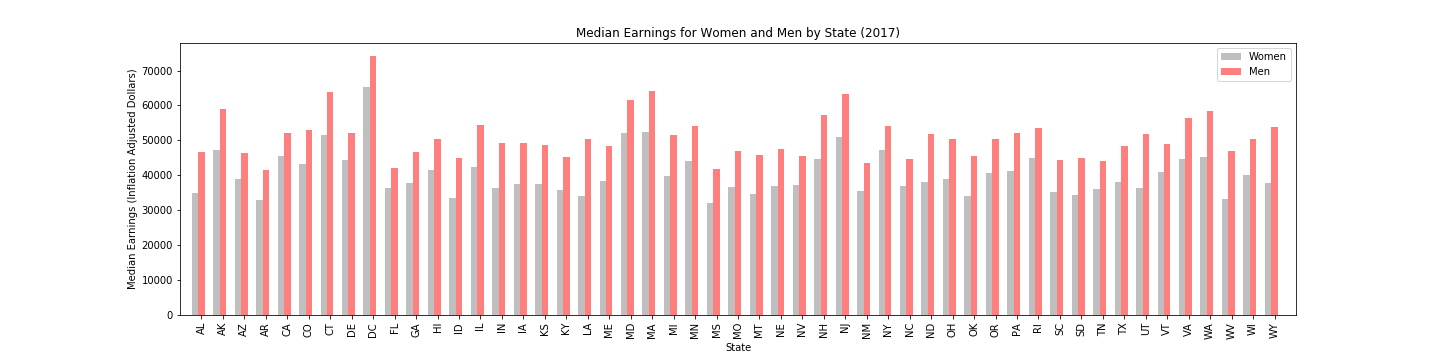 Median Earnings for Women and Men by State (2017)
Women
Men
Median Earnings (Inflation Adjusted Dollars)
70000
60000
50000
40000
30000
20000
10000
0
AL AK AZ AR CA CO CT DE DC FL GA HI ID IL IN IA KS KY LA ME MD MA MI MN MS MO MT NE NV NH NJ NM NY NC ND OH OK OR PA RI SC SD TN TX UT VT VA WA WV WI WY
State